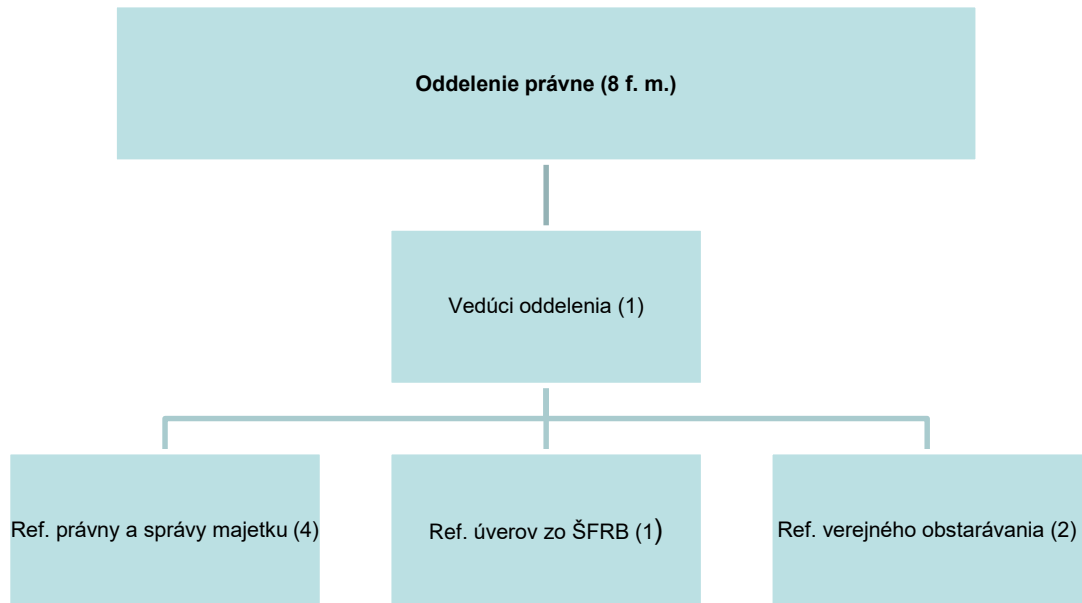 Oddelenie právne (8 f. m.)
Vedúci oddelenia (1)
Ref. právny a správy majetku (4)
Ref. úverov zo ŠFRB (1)
Ref. verejného obstarávania (2)